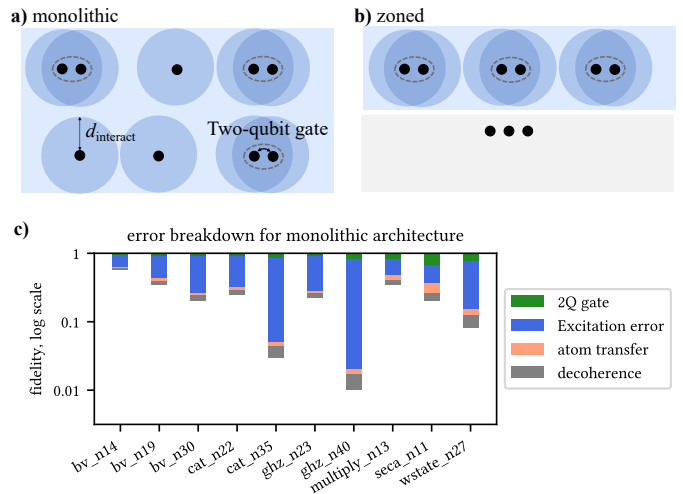 a) monolithic
b) zoned
d_interact
Two-qubit gate
c)
error breakdown for monolithic architecture
fidelity, log scale
1
0.1
0.01
bv_n14
bv_n19
bv_n30
cat_n22
cat_n35
ghz_n23
ghz_n40
multiply_n13
seca_n11
wstate_n27
2Q gate
Excitation error
atom transfer
decoherence